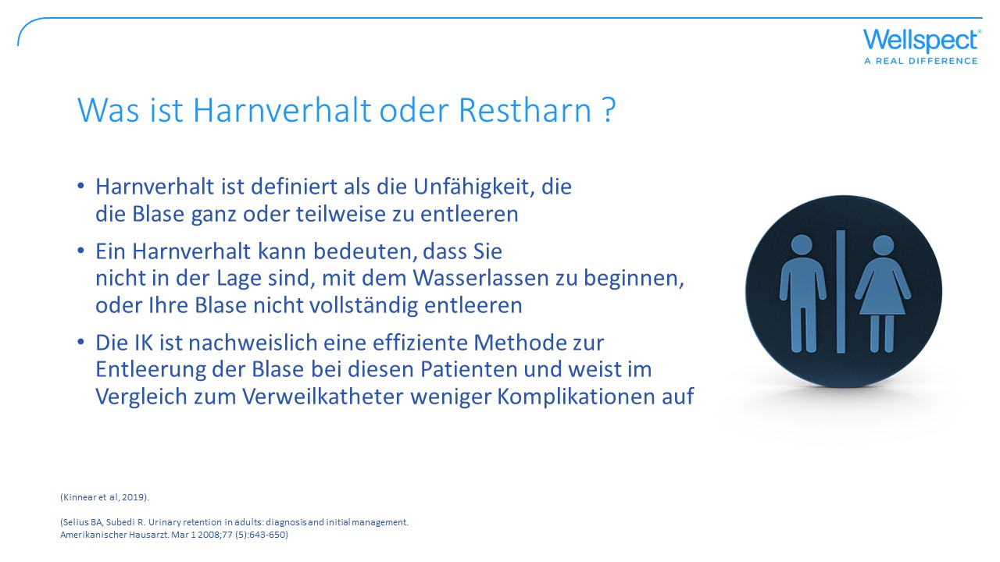 Wellspect®
A REAL DIFFERENCE
Was ist Harnverhalt oder Restharn ?
• Harnverhalt ist definiert als die Unfähigkeit, die
die Blase ganz oder teilweise zu entleeren
• Ein Harnverhalt kann bedeuten, dass Sie
nicht in der Lage sind, mit dem Wasserlassen zu beginnen,
oder Ihre Blase nicht vollständig entleeren
• Die IK ist nachweislich eine effiziente Methode zur
Entleerung der Blase bei diesen Patienten und weist im
Vergleich zum Verweilkatheter weniger Komplikationen auf
(Kinnear et al, 2019).
(Selius BA, Subedi R. Urinary retention in adults: diagnosis and initial management.
Amerikanischer Hausarzt. Mar 1 2008;77 (5):643-650)